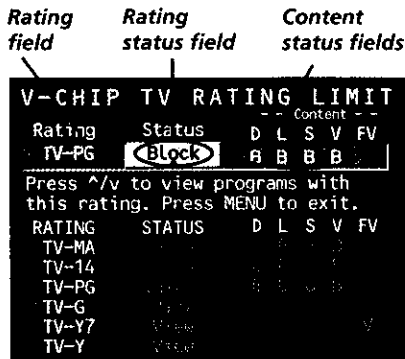 Rating field
Rating status field
Content status fields
V-CHIP TV RATING LIMIT
Content
Rating Status D L S V FV
TV-PG Block B B B B
Press ^/v to view programs with
this rating. Press MENU to exit.
RATING STATUS D L S V FV
TV-MA
TV-14
TV-PG
TV-G
TV-Y7 View V
TV-Y View